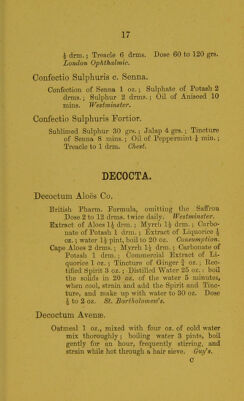 17
½ drm.; Treacle 6 drms. Dose 60 to 120 grs.
London Ophthalmic.
Confectio Sulphuris c. Senna.
Confection of Senna 1 oz.; Sulphate of Potash 2
drms.; Sulphur 2 drms.; Oil of Aniseed 10
mins. Westminster.
Confectio Sulphuris Fortior.
Sublimed Sulphur 30 grs.; Jalap 4 grs.; Tincture
of Senna 8 mins.; Oil of Peppermint ½ min.;
Treacle to 1 drm. Chest.
DECOCTA.
Decoctum Aloës Co.
British Pharm. Formula, omitting the Saffron
Dose 2 to 12 drms. twice daily. Westminster.
Extract of Aloes 1½ drm.; Myrrh 1½ drm.; Carbo-
nate of Potash 1 drm.; Extract of Liquorice ½
oz.; water 1½ pint, boil to 20 oz. Consumption.
Cape Aloes 2 drms.; Myrrh 1½ drm.; Carbonate of
Potash 1 drm.; Commercial Extract of Li-
quorice 1 oz.; Tincture of Ginger ½ oz.; Rec-
tified Spirit 3 oz.; Distilled Water 25 oz.: boil
the solids in 20 oz. of the water 5 minutes,
when cool, strain and add the Spirit and Tinc-
ture, and make up with water to 30 oz. Dose
½ to 2 oz. St. Bartholomew's.
Decoctum Avenæ.
Oatmeal 1 oz., mixed with four oz. of cold water
mix thoroughly; boiling water 3 pints, boil
gently for an hour, frequently stirring, and
strain while hot through a hair sieve. Guy's.
C